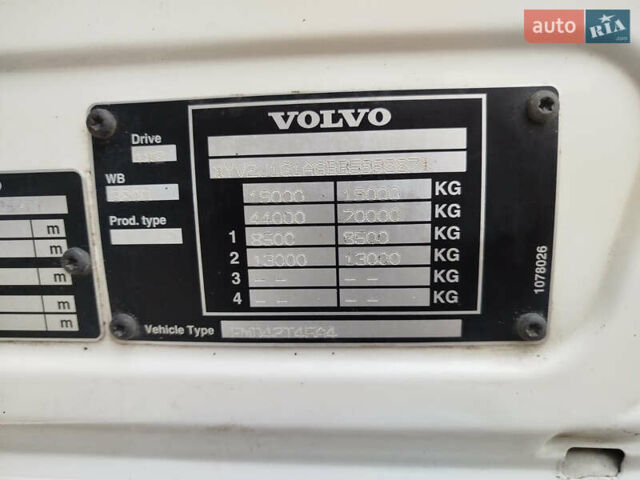 auto RIA.com
VOLVO
Drive
WB
Prod. type
15000 15000 KG
44000 70000 KG
1 8500 8500 KG
2 13000 13000 KG
3 -- -- KG
4 -- -- KG
Vehicle Type
1078026
m
m
m
m